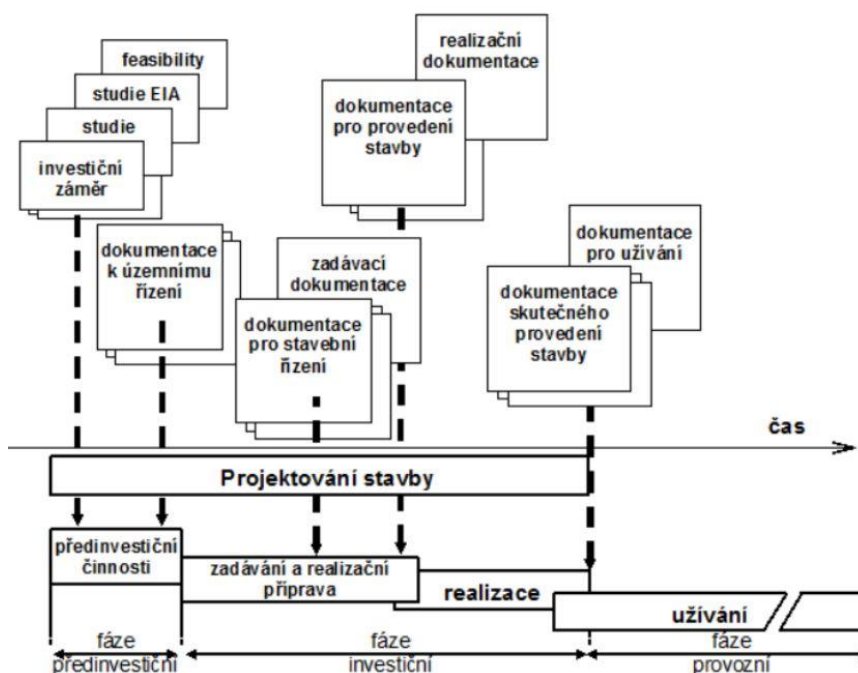 feasibility
studie EIA
studie
investiční
záměr
realizační
dokumentace
dokumentace
pro provedení
stavby
dokumentace
k územnímu
řízení
zadávací
dokumentace
dokumentace
pro stavební
řízení
dokumentace
pro užívání
dokumentace
skutečného
provedení
stavby
čas
Projektování stavby
předinvestiční
činnosti
zadávání a realizační
příprava
realizace
užívání
fáze
předinvestiční
fáze
investiční
fáze
provozní